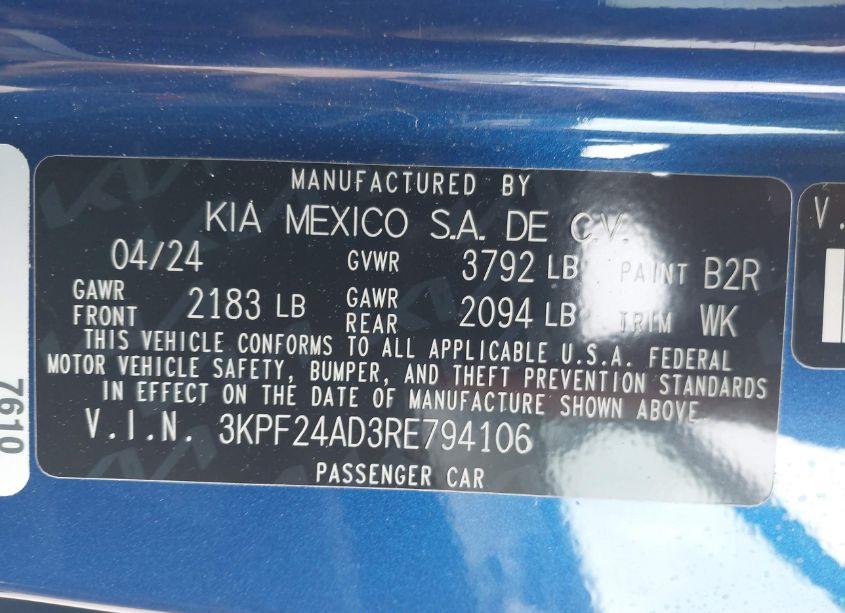 MANUFACTURED BY
KIA MEXICO S.A. DE C.V.
04/24 GVWR 3792 LB PAINT B2R
GAWR FRONT 2183 LB GAWR REAR 2094 LB TRIM WK
THIS VEHICLE CONFORMS TO ALL APPLICABLE U.S.A. FEDERAL
MOTOR VEHICLE SAFETY, BUMPER, AND THEFT PREVENTION STANDARDS
IN EFFECT ON THE DATE OF MANUFACTURE SHOWN ABOVE.
V.I.N. 3KPF24AD3RE794106
PASSENGER CAR
7610
V.